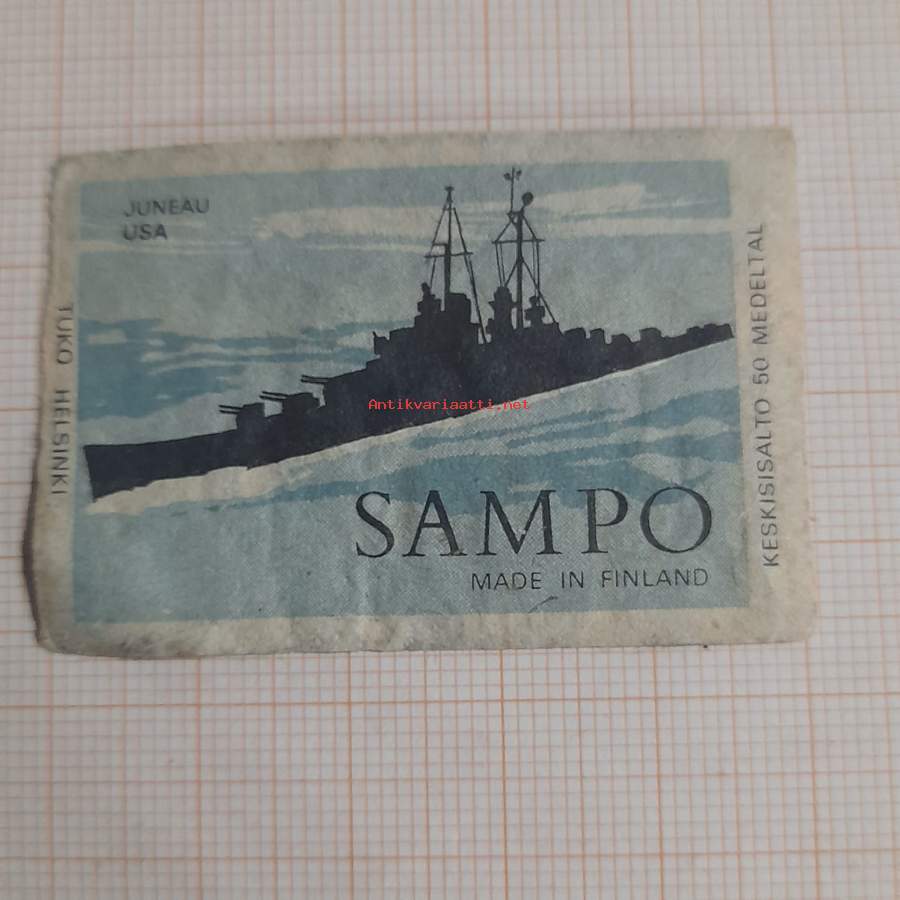 JUNEAU
USA
TUKO HELSINKI
Antikvariaatti.net
KESKISISALTO 50 MEDELTAL
SAMPO
MADE IN FINLAND